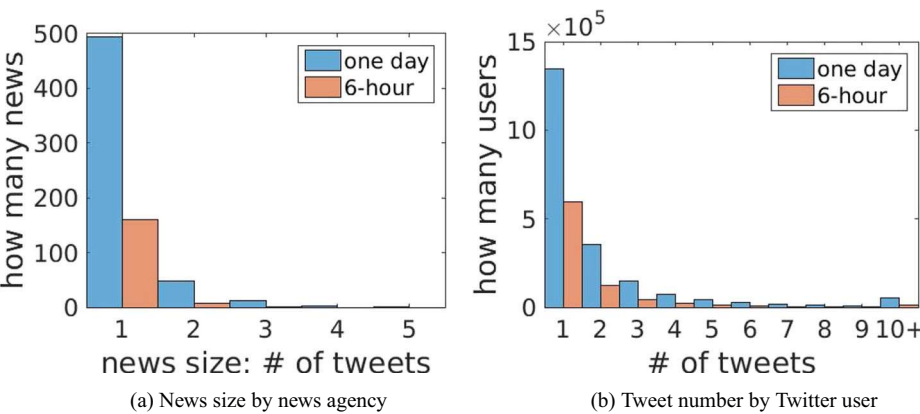 how many news
500
400
300
200
100
0
one day
6-hour
1 2 3 4 5
news size: # of tweets
(a) News size by news agency
how many users
×10⁵
15
10
5
0
one day
6-hour
1 2 3 4 5 6 7 8 9 10+
# of tweets
(b) Tweet number by Twitter user